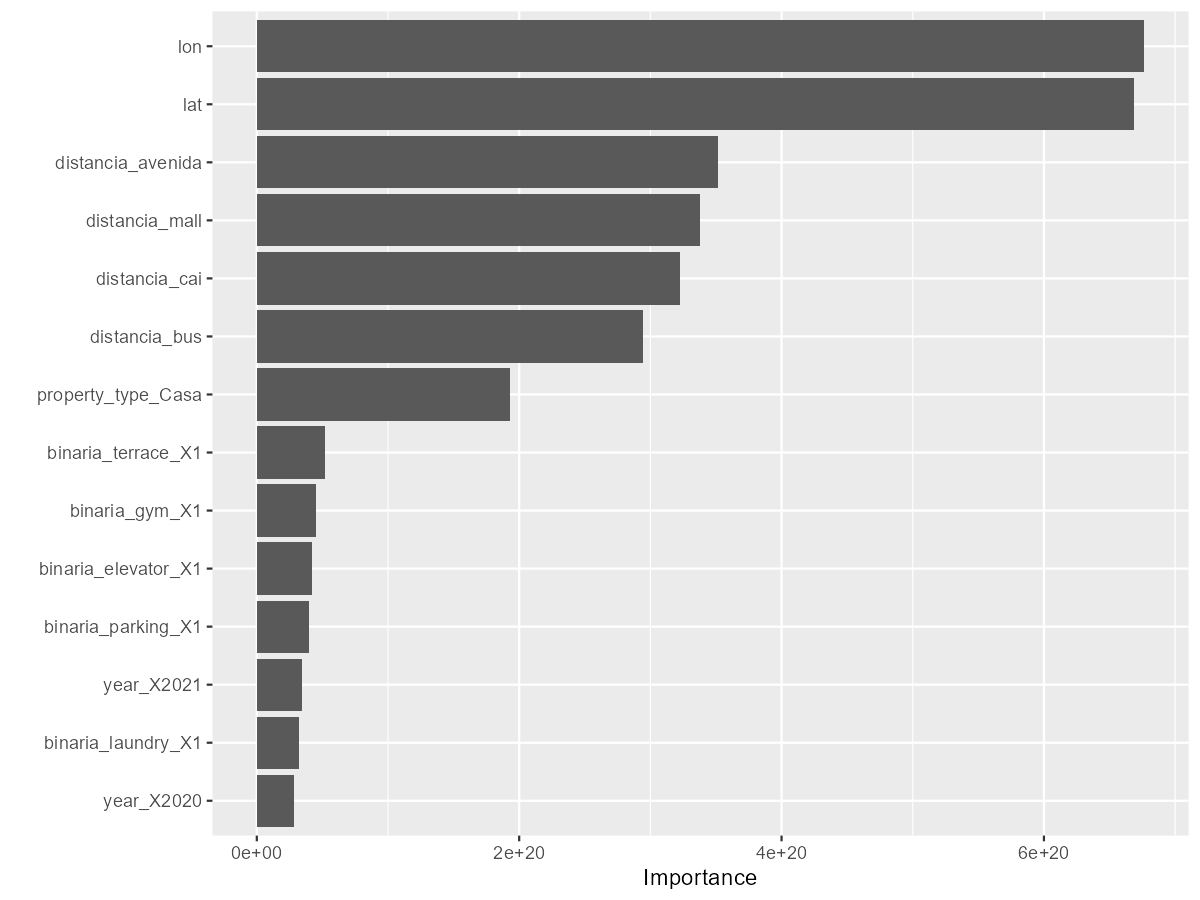 lon
lat
distancia_avenida
distancia_mall
distancia_cai
distancia_bus
property_type_Casa
binaria_terrace_X1
binaria_gym_X1
binaria_elevator_X1
binaria_parking_X1
year_X2021
binaria_laundry_X1
year_X2020
0e+00 2e+20 4e+20 6e+20
Importance